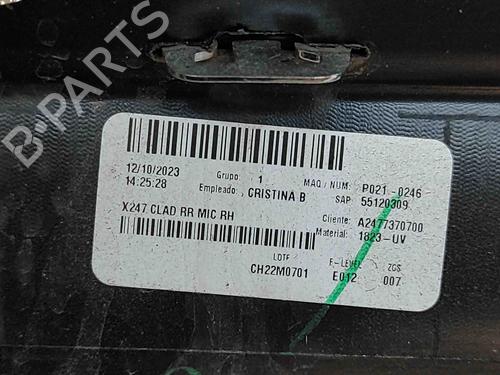 B-PARTS
12/10/2023
14:25:28
Grupo: 1
Empleado: , CRISTINA B
MAQ / NUM: P021 -0246
SAP: 55120309
X247 CLAD RR MIC RH
Cliente: A2477370700
Material: 1823-UV
LOTE
CH22M0701
E-LEVEL ZGS
E012 007